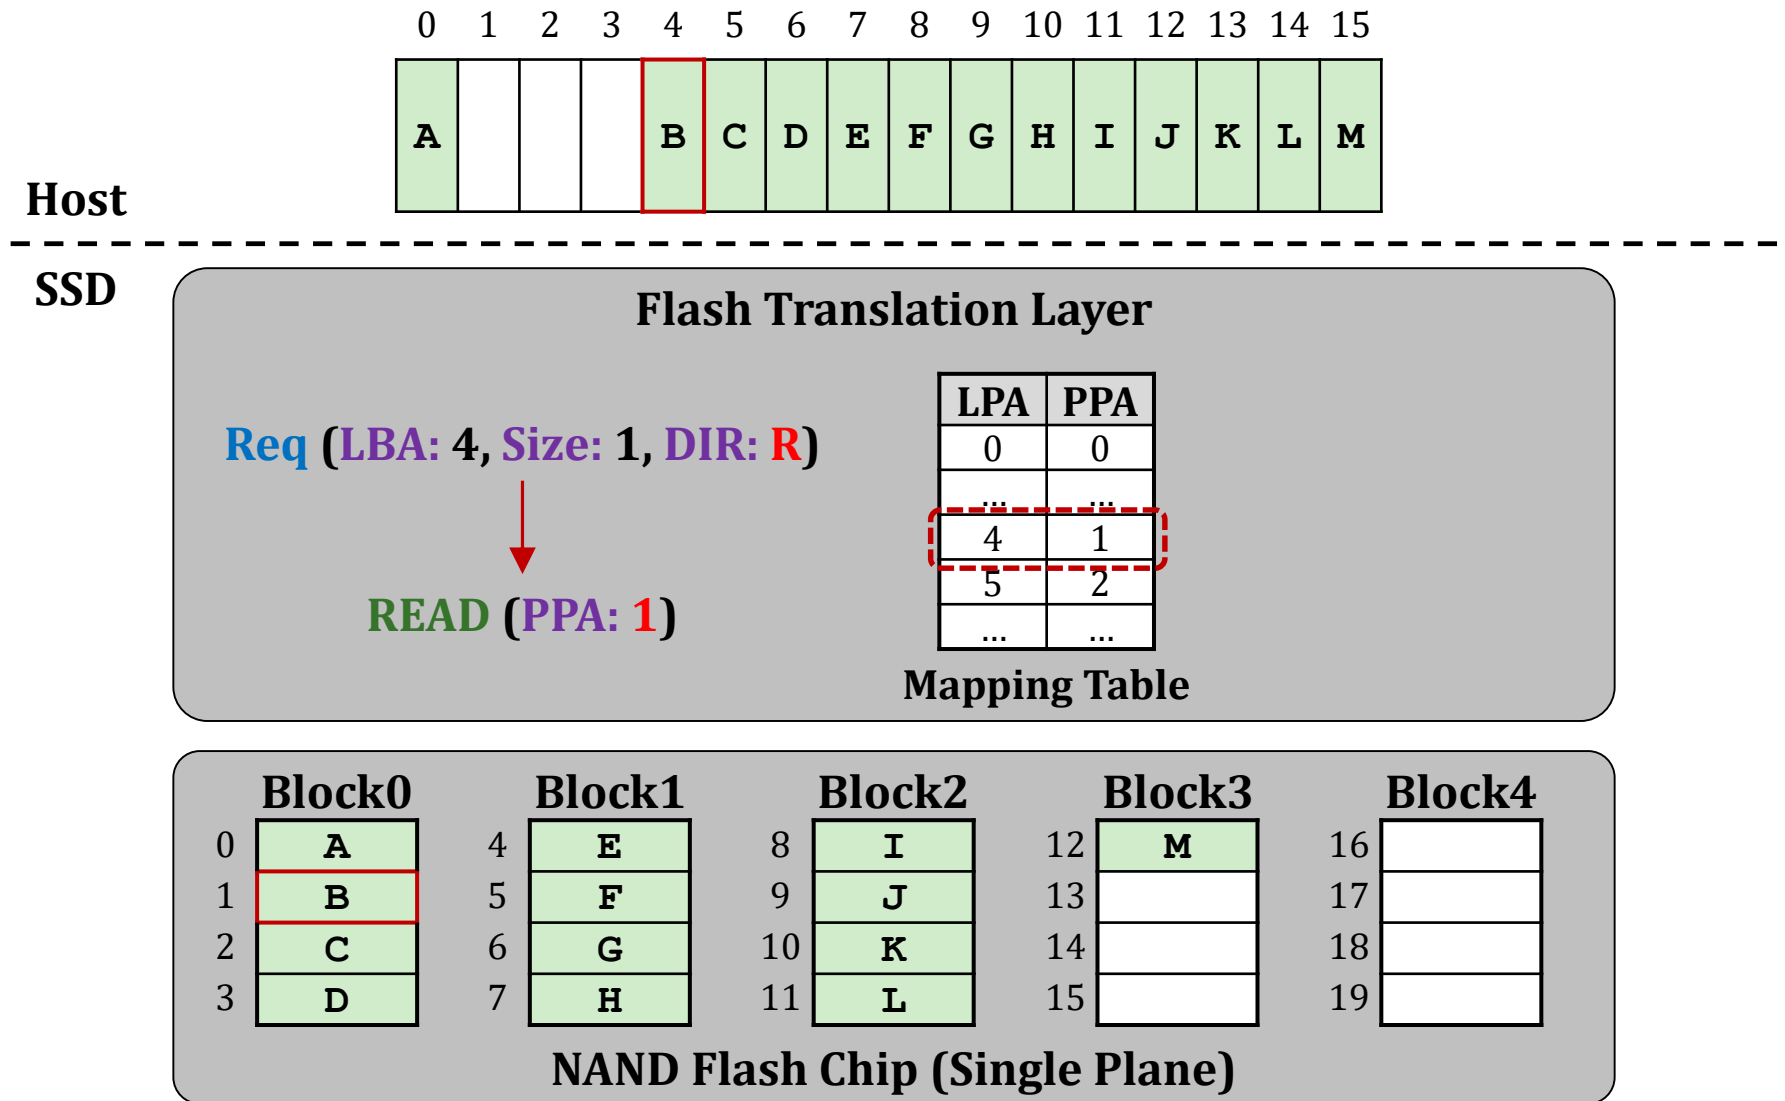 0 1 2 3 4 5 6 7 8 9 10 11 12 13 14 15
A B C D E F G H I J K L M
Host
SSD
Flash Translation Layer
Req (LBA: 4, Size: 1, DIR: R)
READ (PPA: 1)
LPA PPA
0 0
... ...
4 1
5 2
... ...
Mapping Table
Block0 Block1 Block2 Block3 Block4
0 A 4 E 8 I 12 M 16
1 B 5 F 9 J 13 17
2 C 6 G 10 K 14 18
3 D 7 H 11 L 15 19
NAND Flash Chip (Single Plane)